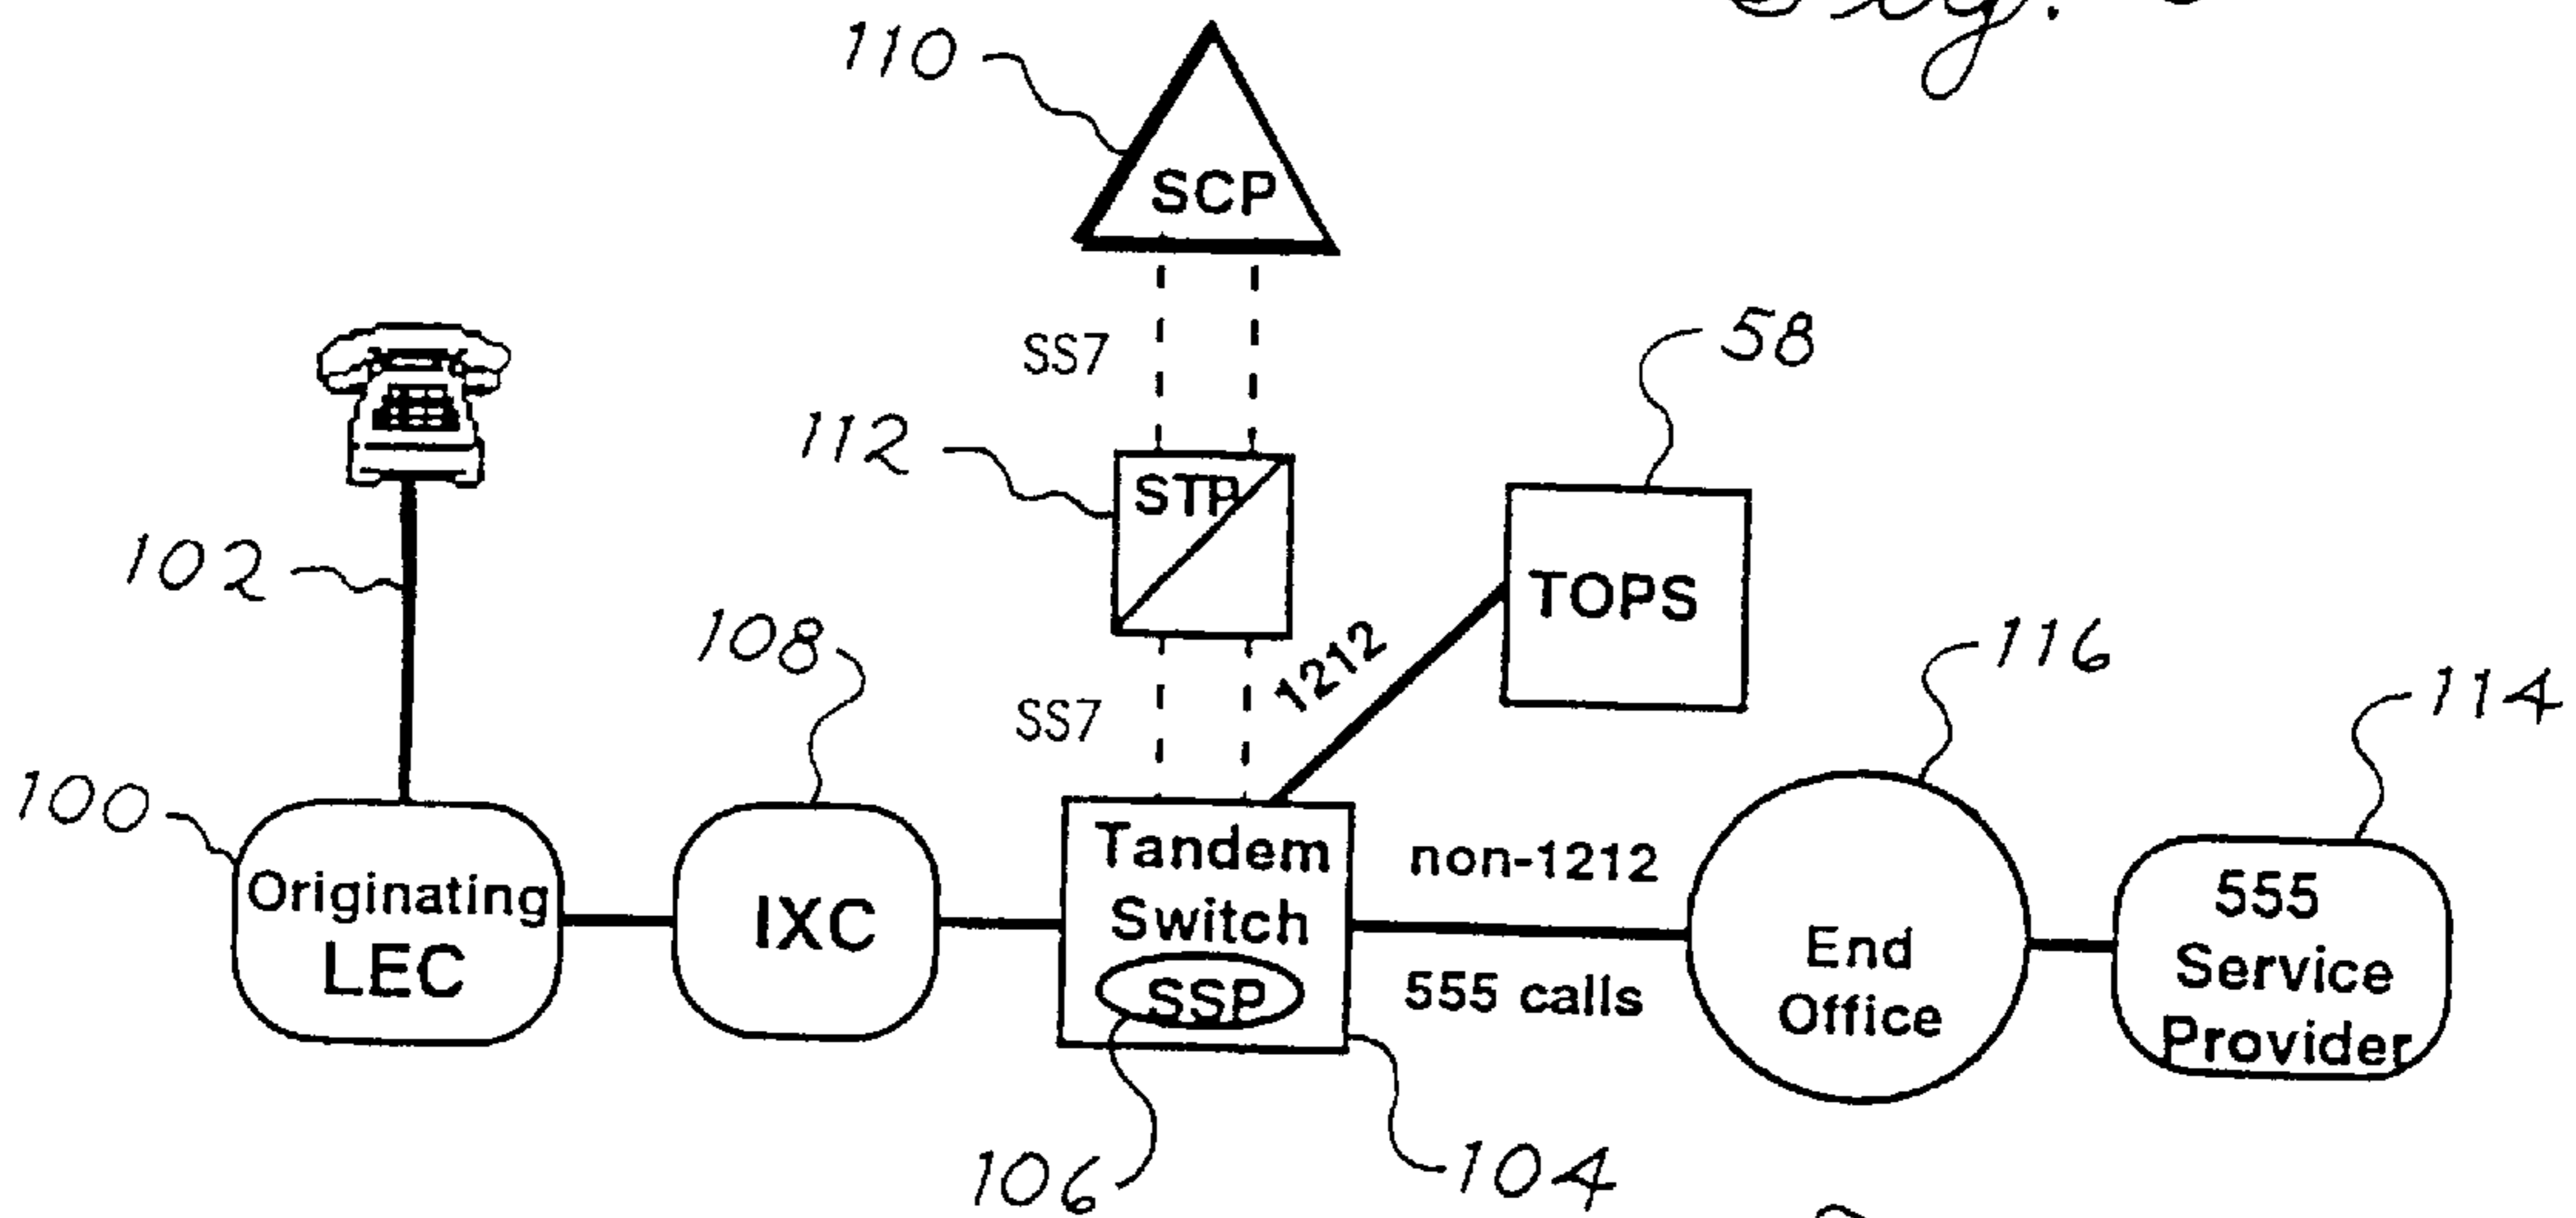 110
SCP
SS7
58
112
STP
102
TOPS
108
1212
116
SS7
114
100
Originating
LEC
IXC
Tandem
Switch
SSP
non-1212
555 calls
End
Office
555
Service
Provider
106
104